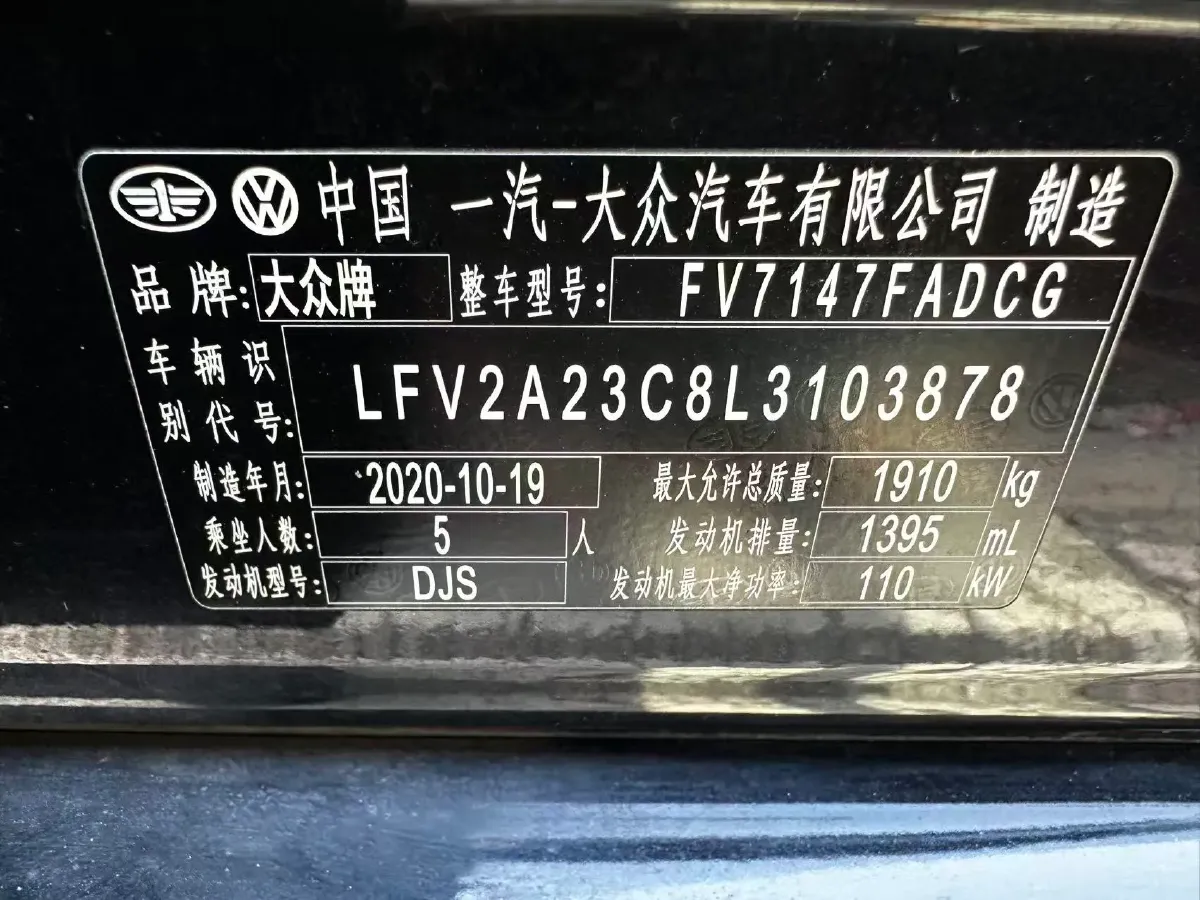 中国 一汽-大众汽车有限公司 制造
品牌: 大众牌 整车型号: FV7147FADCG
车辆识别代号: LFV2A23C8L3103878
制造年月: 2020-10-19 最大允许总质量: 1910 kg
乘坐人数: 5 人 发动机排量: 1395 mL
发动机型号: DJS 发动机最大净功率: 110 kW